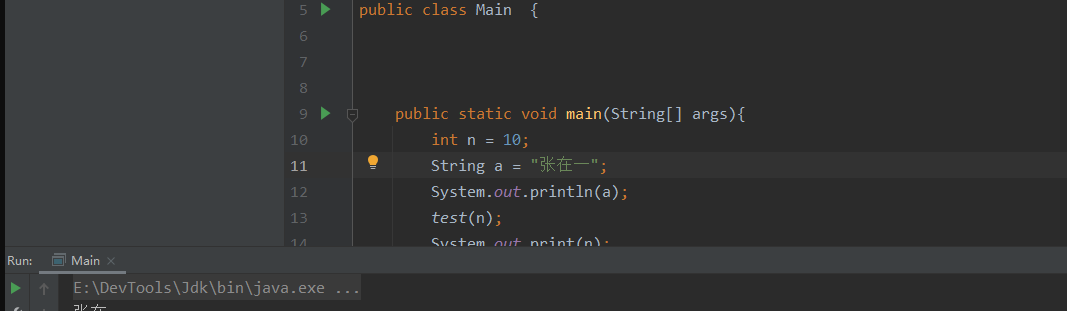 5 public class Main {
6
7
8
9 public static void main(String[] args){
10 int n = 10;
11 String a = "张在一";
12 System.out.println(a);
13 test(n);
14 System.out.print(n);
Run: Main
E:\DevTools\Jdk\bin\java.exe ...
张在